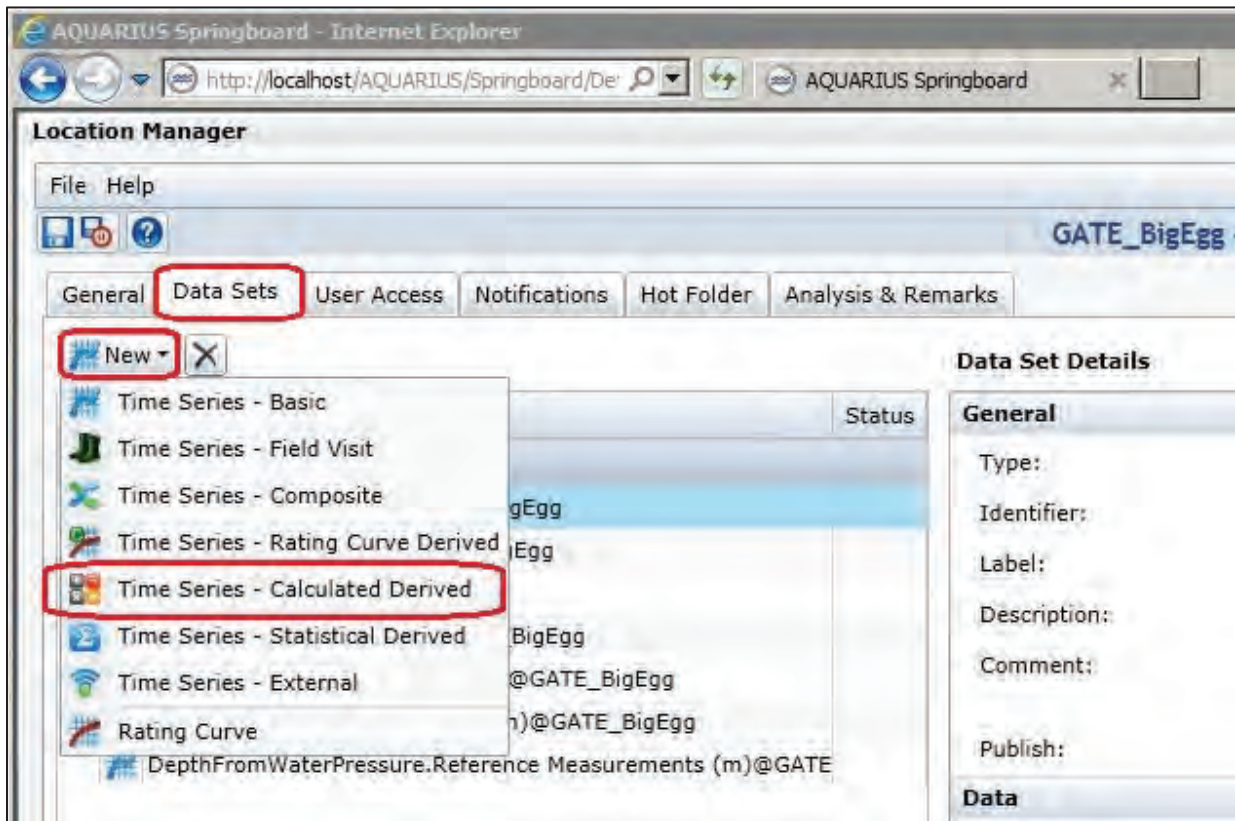 AQUARIUS Springboard - Internet Explorer
http://localhost/AQUARIUS/Springboard/De
AQUARIUS Springboard
Location Manager
File Help
GATE_BigEgg
General Data Sets User Access Notifications Hot Folder Analysis & Remarks
New
Data Set Details
Time Series - Basic
Status
General
Time Series - Field Visit
Type:
Time Series - Composite
gEgg
Identifier:
Time Series - Rating Curve Derived
Egg
Label:
Time Series - Calculated Derived
Description:
Time Series - Statistical Derived
_BigEgg
Comment:
Time Series - External
@GATE_BigEgg
Rating Curve
)@GATE_BigEgg
Publish:
DepthFromWaterPressure.Reference Measurements (m)@GATE
Data